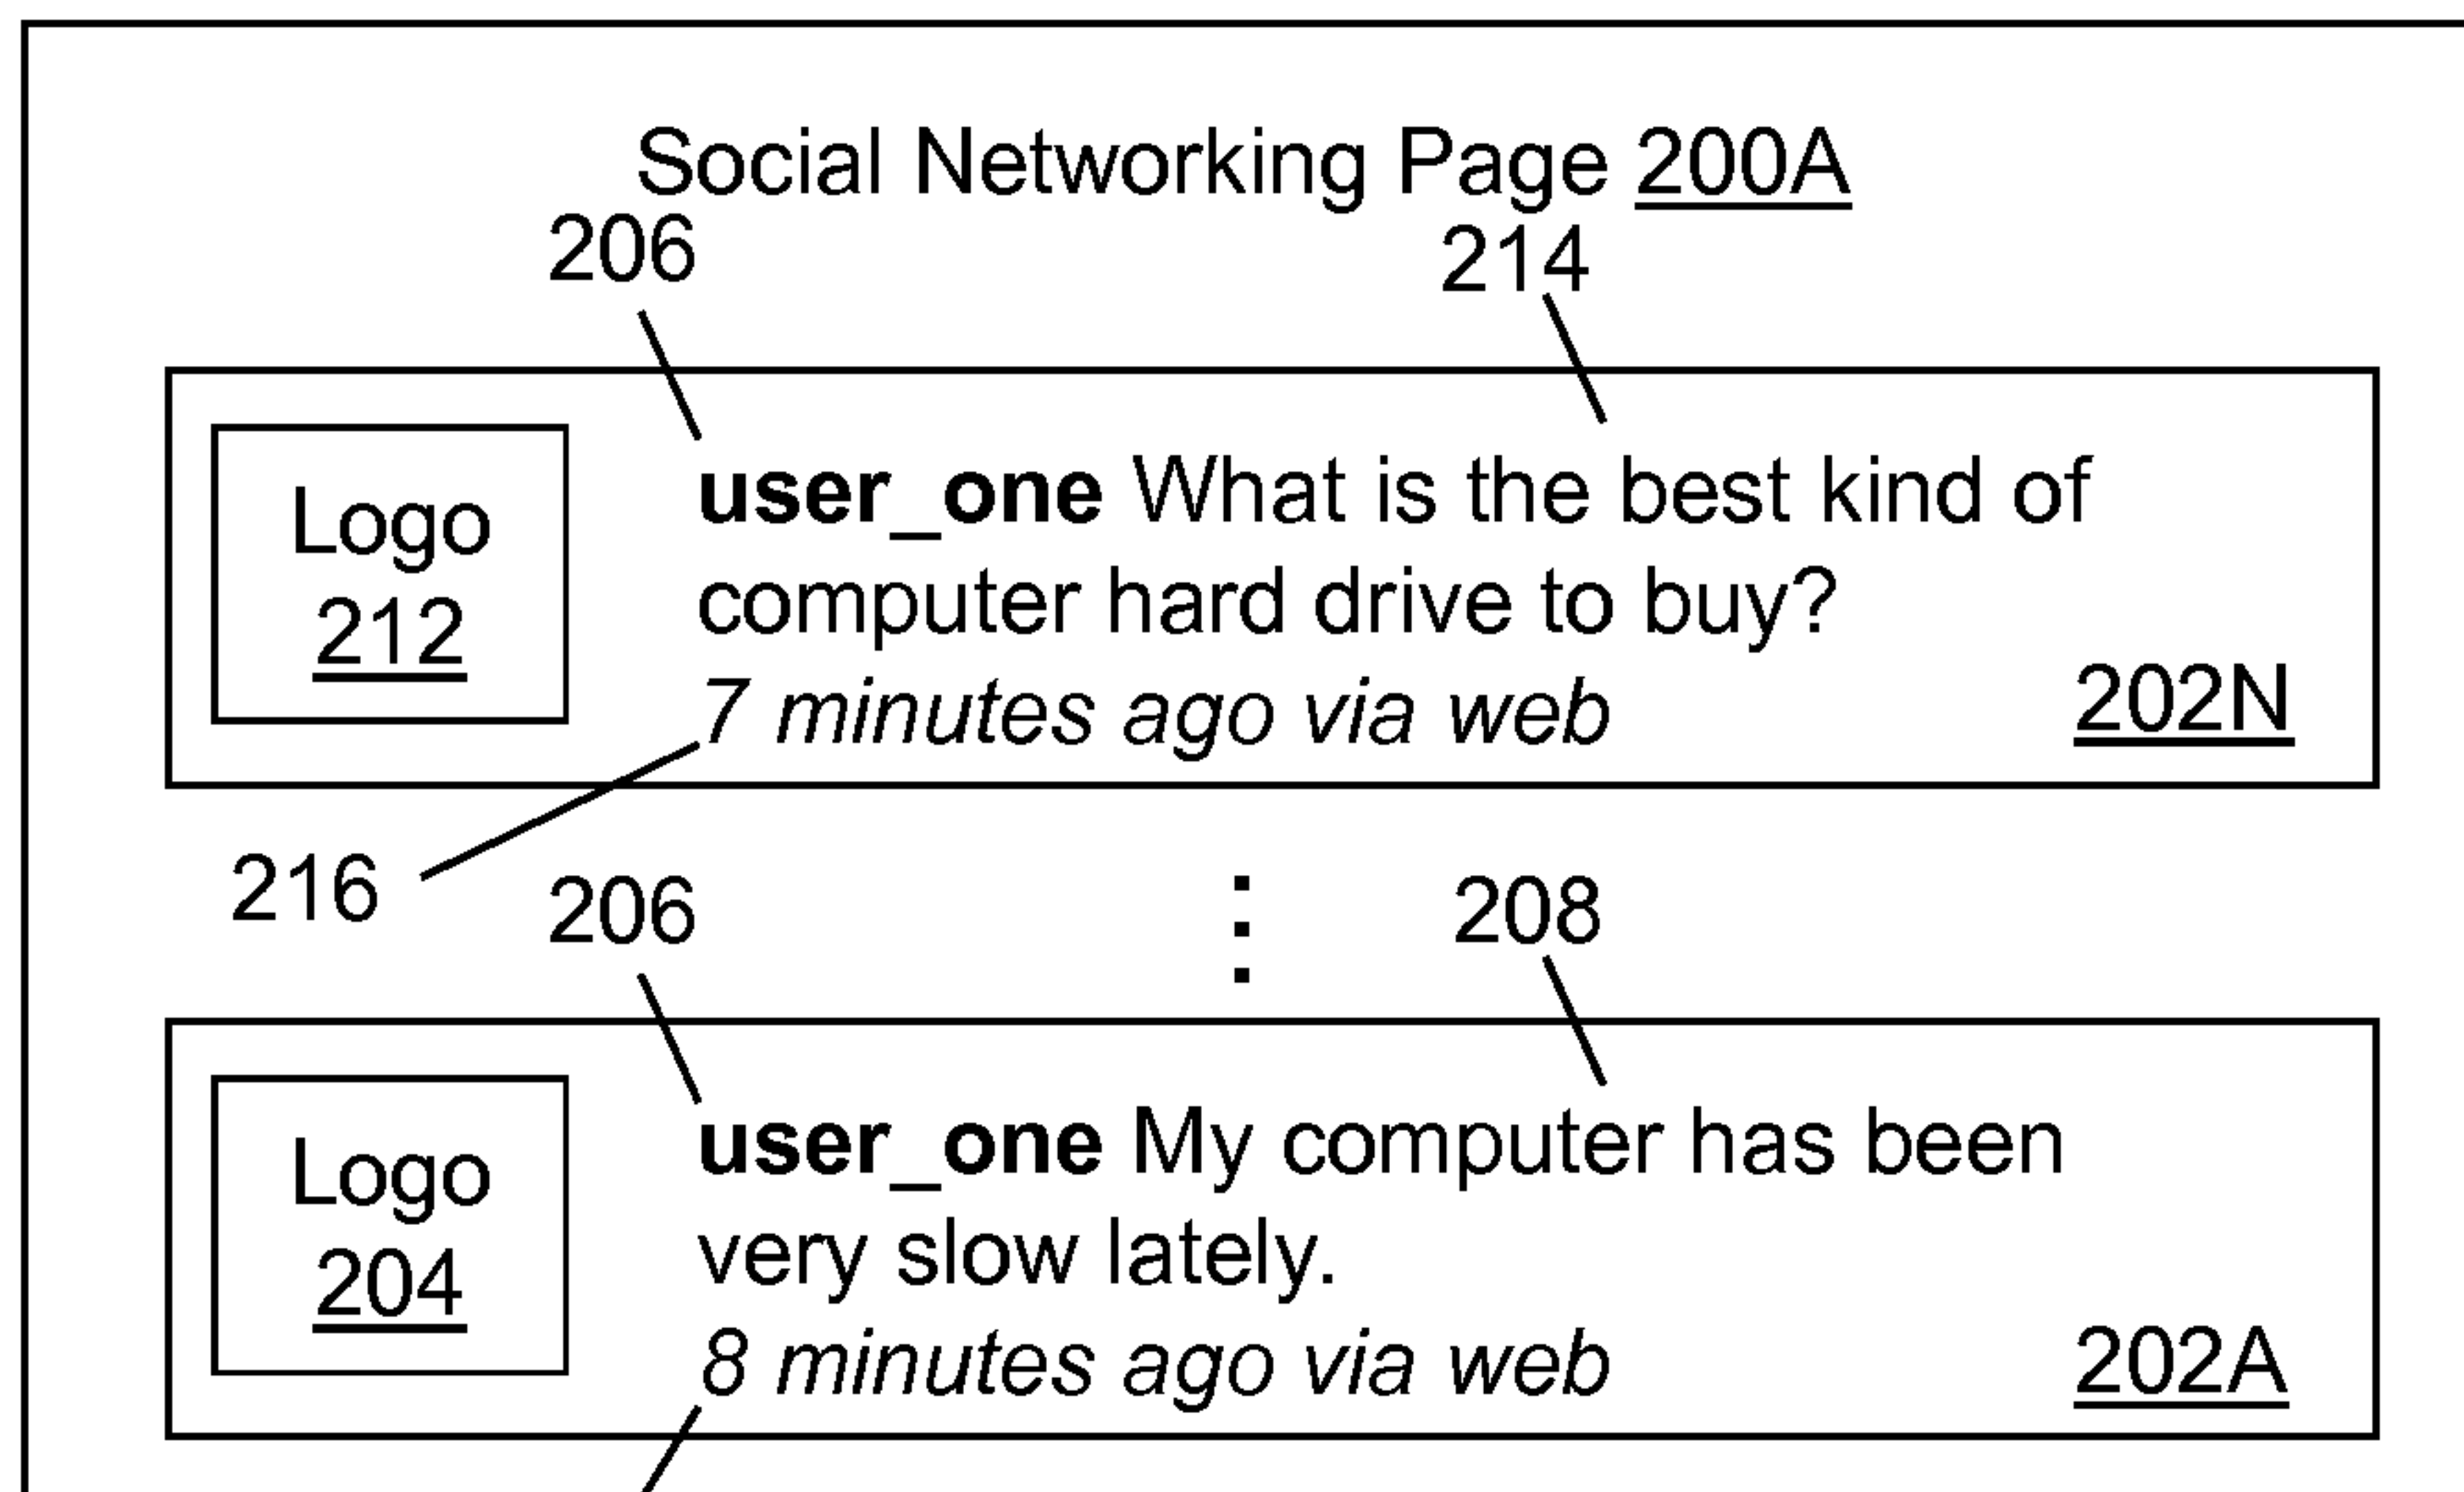 Social Networking Page 200A
206
214
Logo
212
user_one What is the best kind of
computer hard drive to buy?
7 minutes ago via web
202N
216
206
208
Logo
204
user_one My computer has been
very slow lately.
8 minutes ago via web
202A